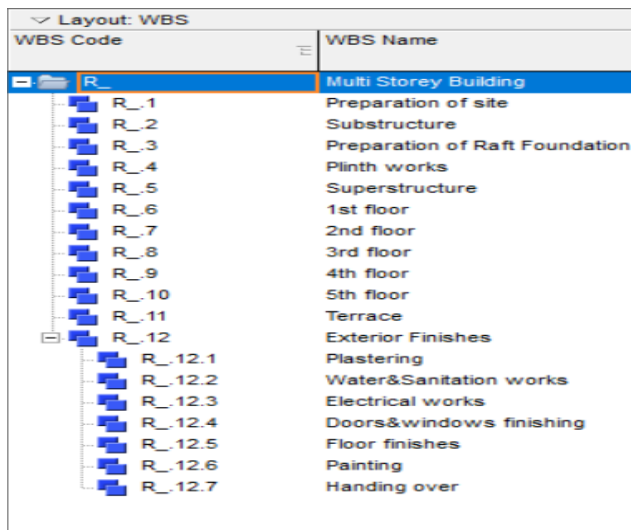 Layout: WBS
WBS Code WBS Name
R_ Multi Storey Building
R_.1 Preparation of site
R_.2 Substructure
R_.3 Preparation of Raft Foundation
R_.4 Plinth works
R_.5 Superstructure
R_.6 1st floor
R_.7 2nd floor
R_.8 3rd floor
R_.9 4th floor
R_.10 5th floor
R_.11 Terrace
R_.12 Exterior Finishes
R_.12.1 Plastering
R_.12.2 Water&Sanitation works
R_.12.3 Electrical works
R_.12.4 Doors&windows finishing
R_.12.5 Floor finishes
R_.12.6 Painting
R_.12.7 Handing over